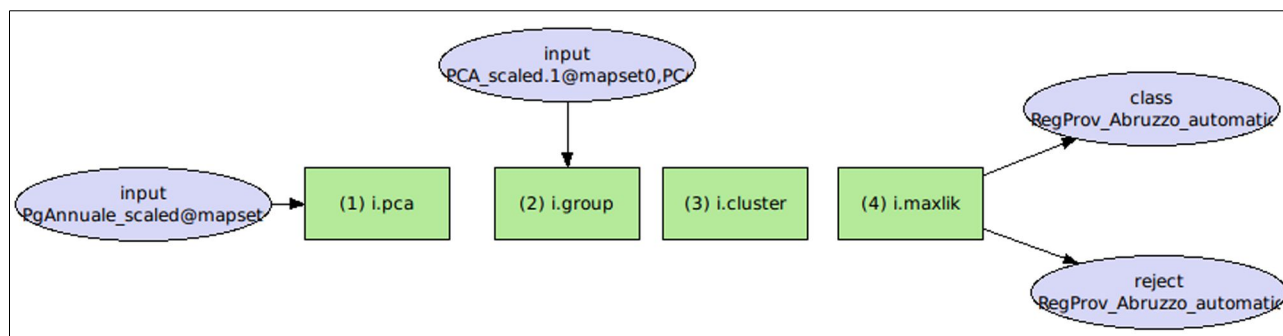 input
PCA_scaled.1@mapset0,PCA
class
RegProv_Abruzzo_automatic
input
PgAnnuale_scaled@mapset
(1) i.pca
(2) i.group
(3) i.cluster
(4) i.maxlik
reject
RegProv_Abruzzo_automatic